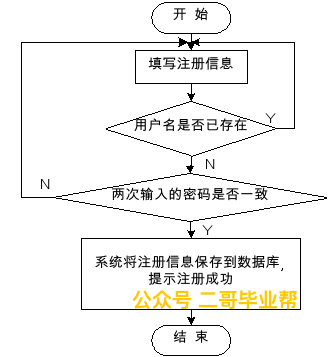 开 始
填写注册信息
用户名是否已存在
Y
N
两次输入的密码是否一致
N
Y
系统将注册信息保存到数据库，
提示注册成功
公众号 二哥毕业帮
结 束